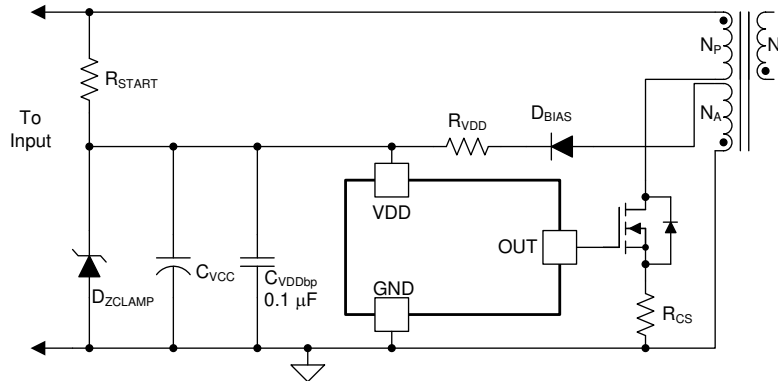 N_P
N
R_START
N_A
To
Input
R_VDD
D_BIAS
VDD
OUT
C_VCC
C_VDDbp
0.1 µF
D_ZCLAMP
GND
R_CS